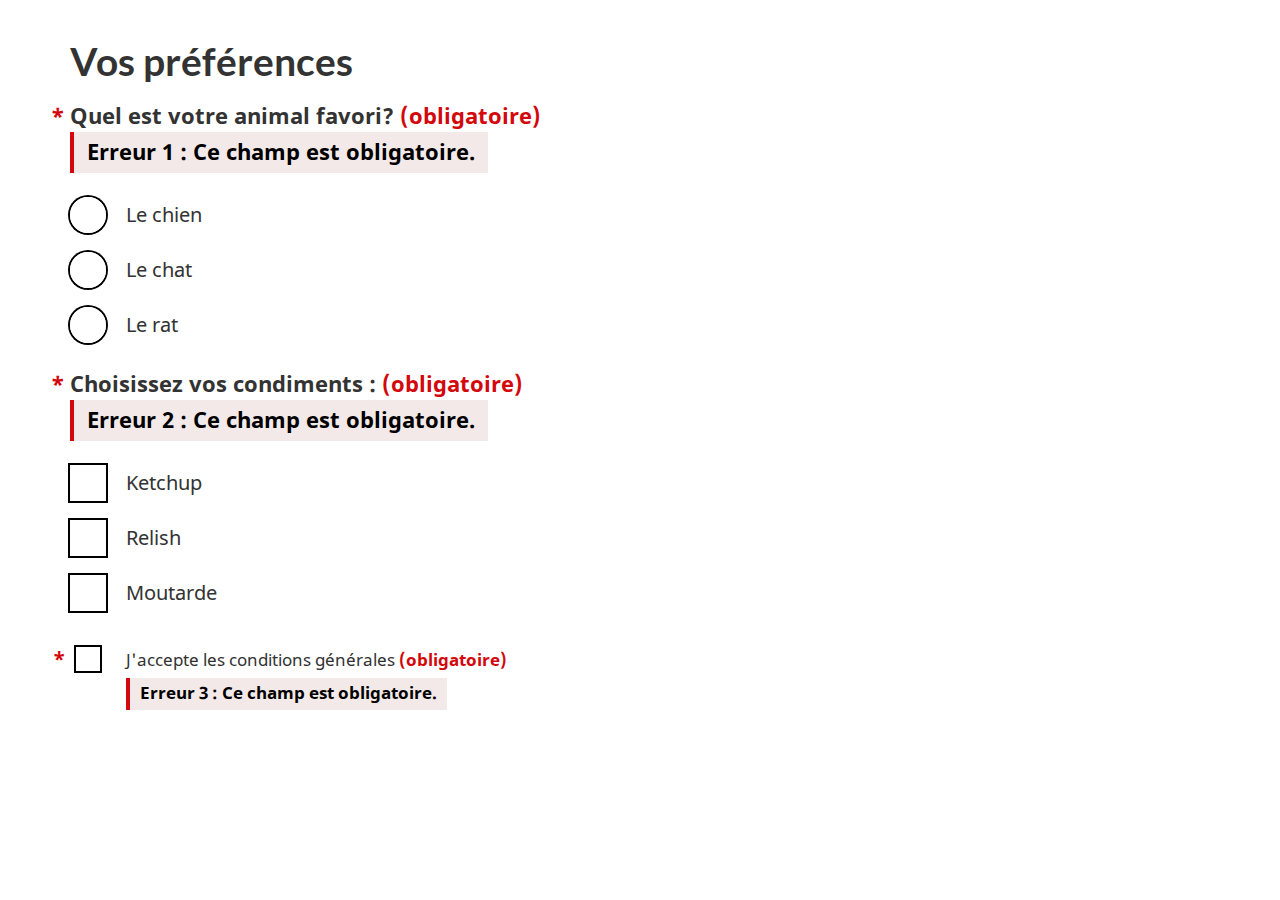 Vos préférences
* Quel est votre animal favori? (obligatoire)
Erreur 1 : Ce champ est obligatoire.
Le chien
Le chat
Le rat
* Choisissez vos condiments : (obligatoire)
Erreur 2 : Ce champ est obligatoire.
Ketchup
Relish
Moutarde
* J'accepte les conditions générales (obligatoire)
Erreur 3 : Ce champ est obligatoire.